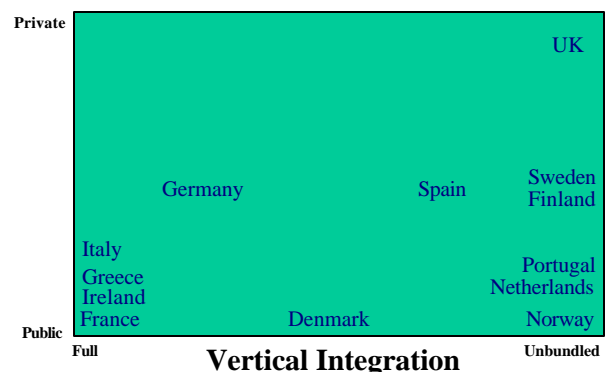 Private
UK
Germany
Spain
Sweden
Finland
Italy
Greece
Ireland
France
Portugal
Netherlands
Denmark
Norway
Public
Full
Vertical Integration
Unbundled